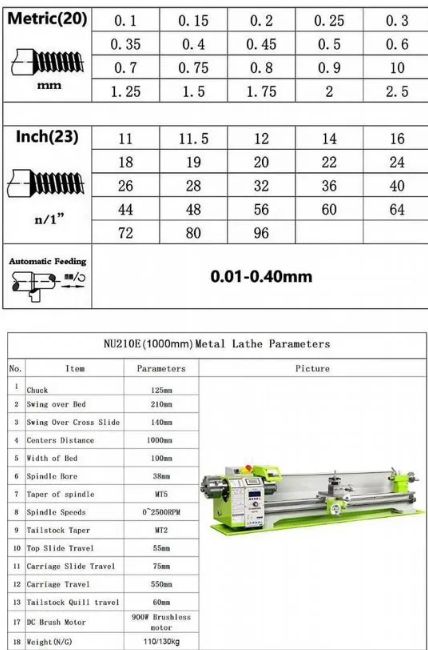 Metric(20) 0.1 0.15 0.2 0.25 0.3
0.35 0.4 0.45 0.5 0.6
0.7 0.75 0.8 0.9 10
mm 1.25 1.5 1.75 2 2.5
Inch(23) 11 11.5 12 14 16
18 19 20 22 24
26 28 32 36 40
n/1" 44 48 56 60 64
72 80 96
Automatic Feeding
mm/ 0.01-0.40mm
NU210E(1000mm)Metal Lathe Parameters
No. Item Parameters Picture
1 Chuck 125mm
2 Swing over Bed 210mm
3 Swing Over Cross Slide 140mm
4 Centers Distance 1000mm
5 Width of Bed 100mm
6 Spindle Bore 38mm
7 Taper of spindle MT5
8 Spindle Speeds 0~2500RPM
9 Tailstock Taper MT2
10 Top Slide Travel 55mm
11 Carriage Slide Travel 75mm
12 Carriage Travel 550mm
13 Tailstock Quill travel 60mm
17 DC Brush Motor 900W Brushless motor
18 Weight(N/G) 110/130kg